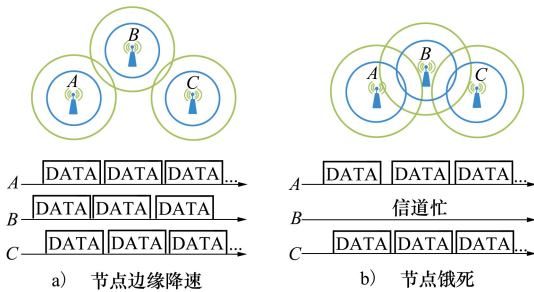 A
B
C
A
B
C
A DATA DATA DATA ...
B DATA DATA DATA
C DATA DATA DATA ...
a) 节点边缘降速
A DATA DATA DATA ...
B 信道忙
C DATA DATA DATA ...
b) 节点饿死